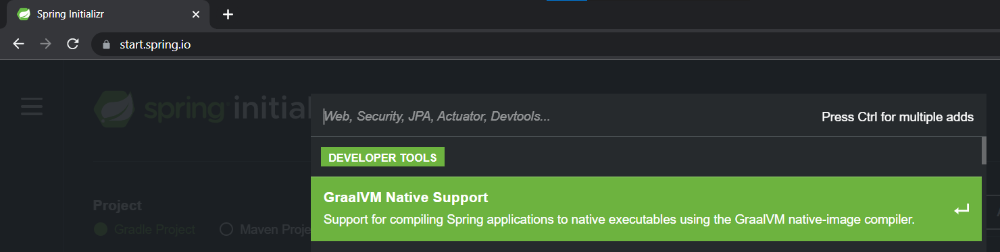 Spring Initializr
start.spring.io
spring initial
Web, Security, JPA, Actuator, Devtools...
Press Ctrl for multiple adds
DEVELOPER TOOLS
GraalVM Native Support
Support for compiling Spring applications to native executables using the GraalVM native-image compiler.
Project
Gradle Project
Maven Proje